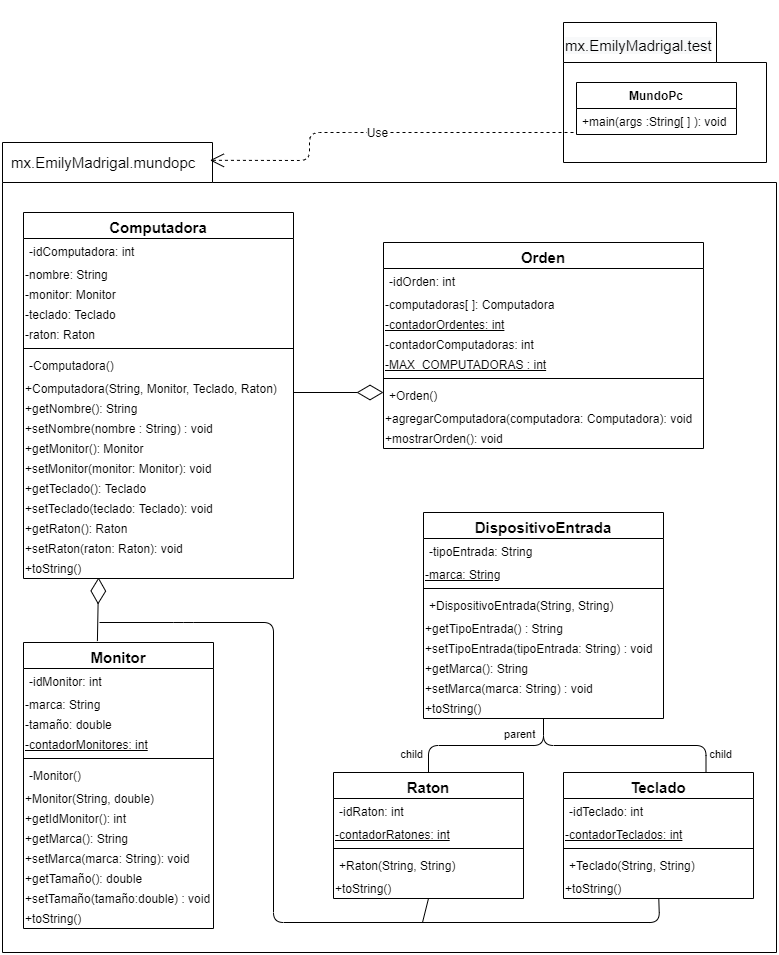 mx.EmilyMadrigal.test
MundoPc
+main(args :String[ ] ): void
Use
mx.EmilyMadrigal.mundopc
Computadora
-idComputadora: int
-nombre: String
-monitor: Monitor
-teclado: Teclado
-raton: Raton
-Computadora()
+Computadora(String, Monitor, Teclado, Raton)
+getNombre(): String
+setNombre(nombre : String) : void
+getMonitor(): Monitor
+setMonitor(monitor: Monitor): void
+getTeclado(): Teclado
+setTeclado(teclado: Teclado): void
+getRaton(): Raton
+setRaton(raton: Raton): void
+toString()
Orden
-idOrden: int
-computadoras[ ]: Computadora
-contadorOrdentes: int
-contadorComputadoras: int
-MAX_COMPUTADORAS : int
+Orden()
+agregarComputadora(computadora: Computadora): void
+mostrarOrden(): void
DispositivoEntrada
-tipoEntrada: String
-marca: String
+DispositivoEntrada(String, String)
+getTipoEntrada() : String
+setTipoEntrada(tipoEntrada: String) : void
+getMarca(): String
+setMarca(marca: String) : void
+toString()
parent
child
child
Monitor
-idMonitor: int
-marca: String
-tamaño: double
-contadorMonitores: int
-Monitor()
+Monitor(String, double)
+getIdMonitor(): int
+getMarca(): String
+setMarca(marca: String): void
+getTamaño(): double
+setTamaño(tamaño:double) : void
+toString()
Raton
-idRaton: int
-contadorRatones: int
+Raton(String, String)
+toString()
Teclado
-idTeclado: int
-contadorTeclados: int
+Teclado(String, String)
+toString()